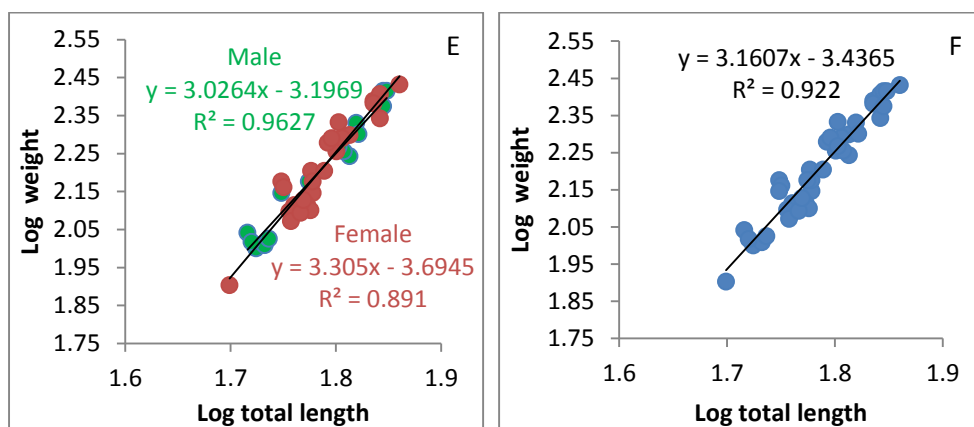 E
Log weight
2.55
2.45
2.35
2.25
2.15
2.05
1.95
1.85
1.75
Male
y = 3.0264x - 3.1969
R² = 0.9627
Female
y = 3.305x - 3.6945
R² = 0.891
1.6 1.7 1.8 1.9
Log total length
F
Log weight
2.55
2.45
2.35
2.25
2.15
2.05
1.95
1.85
1.75
y = 3.1607x - 3.4365
R² = 0.922
1.6 1.7 1.8 1.9
Log total length